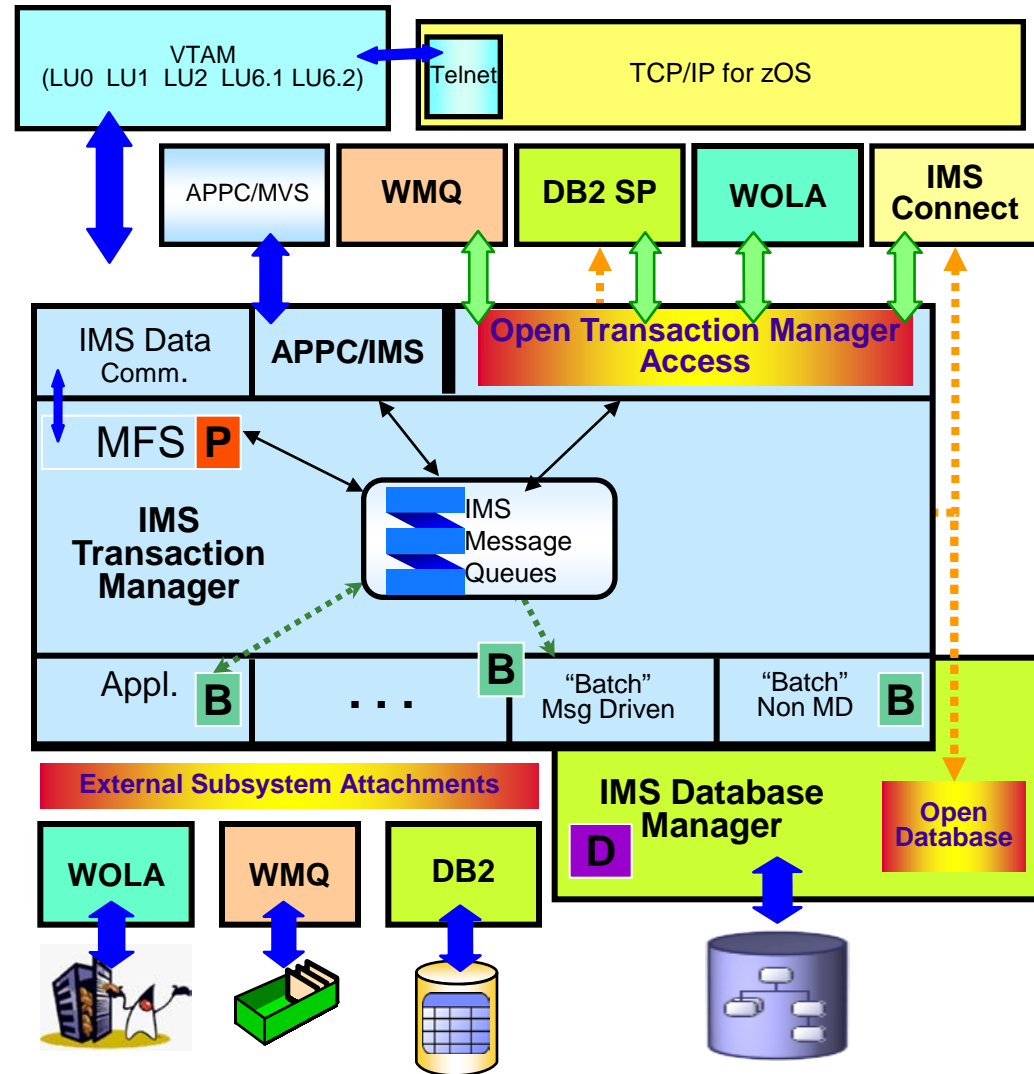 VTAM
(LU0 LU1 LU2 LU6.1 LU6.2)
Telnet
TCP/IP for zOS
APPC/MVS
WMQ
DB2 SP
WOLA
IMS
Connect
IMS Data
Comm.
APPC/IMS
Open Transaction Manager
Access
MFS P
IMS
Transaction
Manager
IMS
Message
Queues
Appl.
B
. . .
B
“Batch”
Msg Driven
“Batch”
Non MD
B
External Subsystem Attachments
IMS Database
Manager
D
Open
Database
WOLA
WMQ
DB2